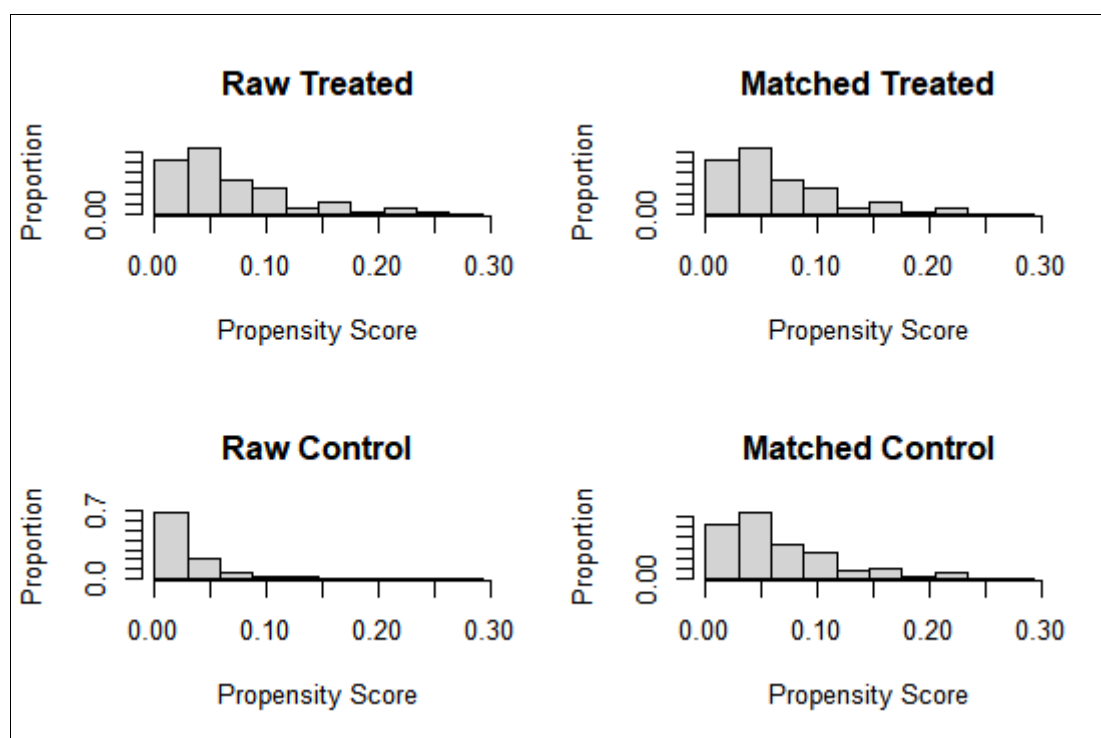 Raw Treated
Proportion
0.00
0.00 0.10 0.20 0.30
Propensity Score
Matched Treated
Proportion
0.00
0.00 0.10 0.20 0.30
Propensity Score
Raw Control
Proportion
0.0 0.7
0.00 0.10 0.20 0.30
Propensity Score
Matched Control
Proportion
0.00
0.00 0.10 0.20 0.30
Propensity Score